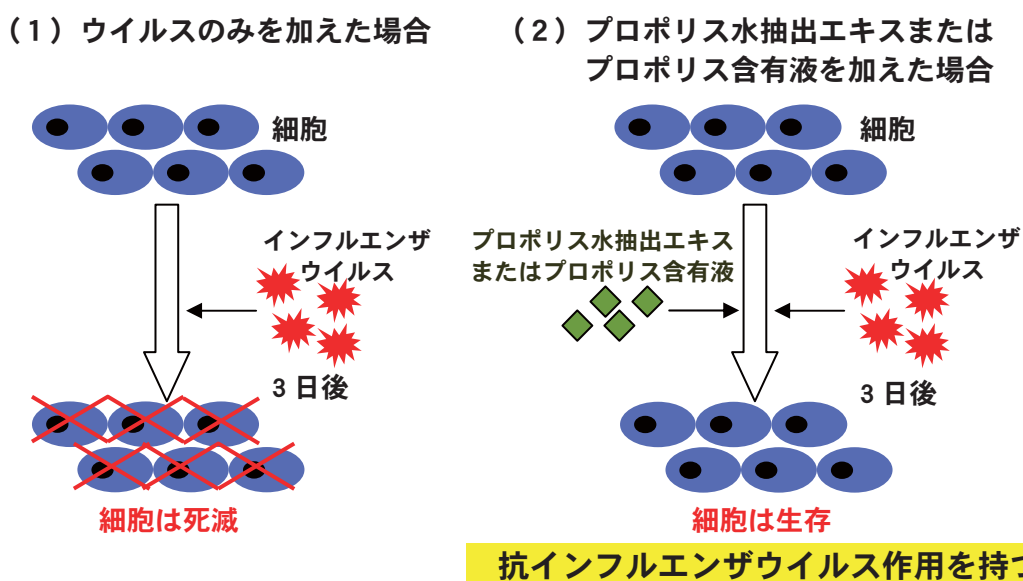 （1）ウイルスのみを加えた場合
細胞
インフルエンザ
ウイルス
3日後
細胞は死滅
（2）プロポリス水抽出エキスまたは
プロポリス含有液を加えた場合
細胞
プロポリス水抽出エキス
またはプロポリス含有液
インフルエンザ
ウイルス
3日後
細胞は生存
抗インフルエンザウイルス作用を持つ